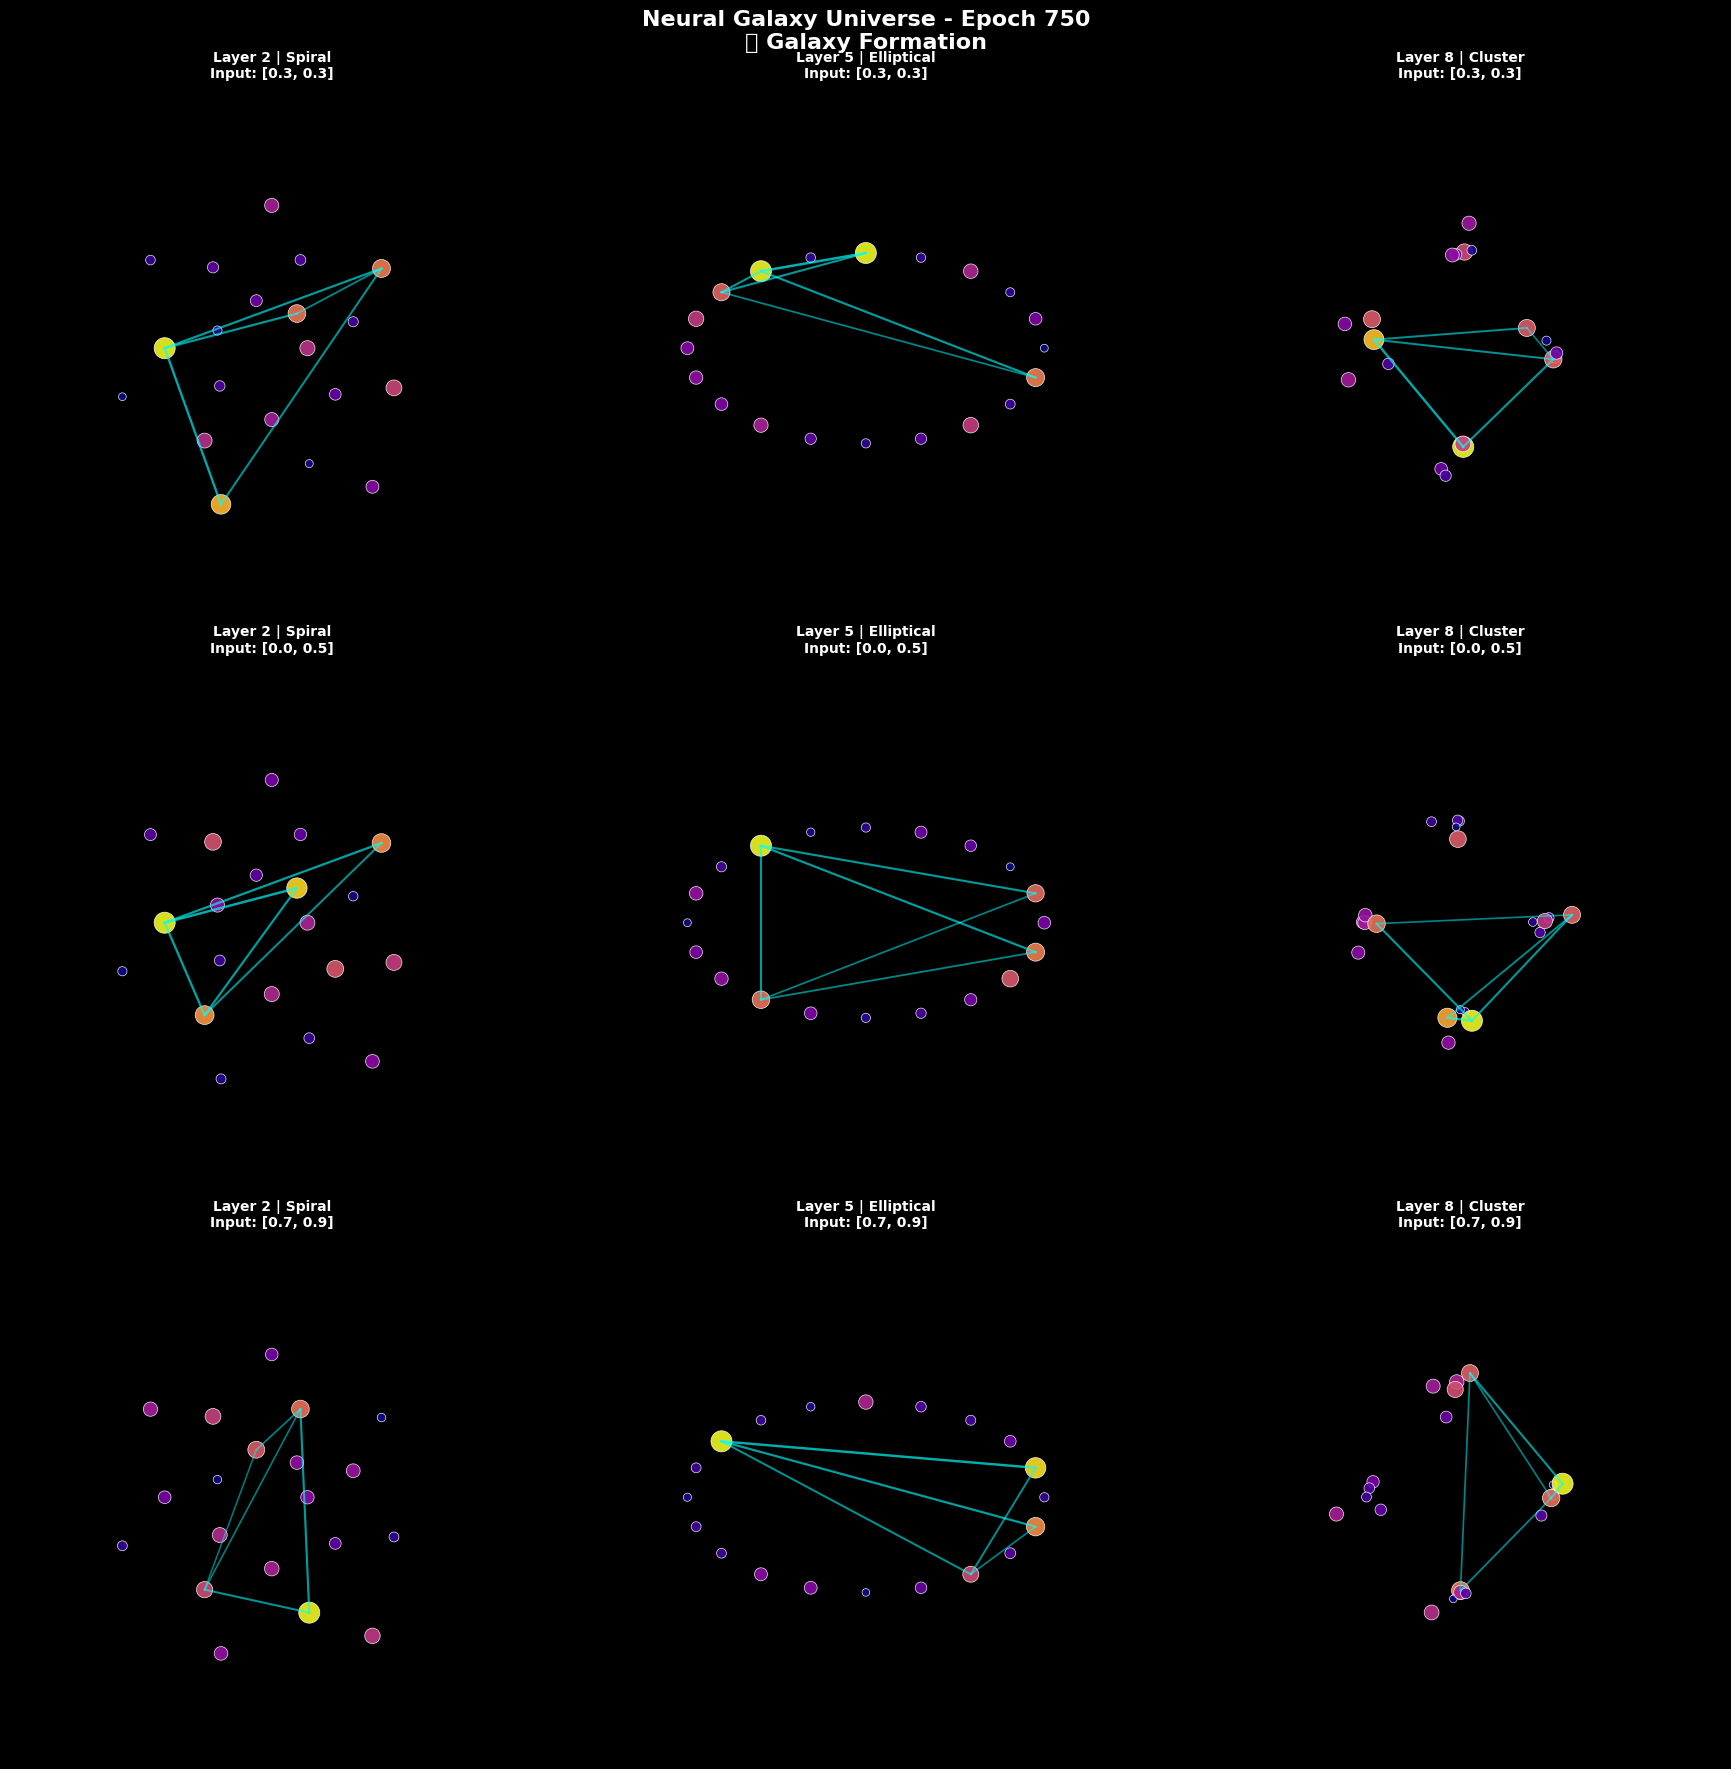 Neural Galaxy Universe - Epoch 750
Galaxy Formation
Layer 2 | Spiral
Input: [0.3, 0.3]
Layer 5 | Elliptical
Input: [0.3, 0.3]
Layer 8 | Cluster
Input: [0.3, 0.3]
Layer 2 | Spiral
Input: [0.0, 0.5]
Layer 5 | Elliptical
Input: [0.0, 0.5]
Layer 8 | Cluster
Input: [0.0, 0.5]
Layer 2 | Spiral
Input: [0.7, 0.9]
Layer 5 | Elliptical
Input: [0.7, 0.9]
Layer 8 | Cluster
Input: [0.7, 0.9]